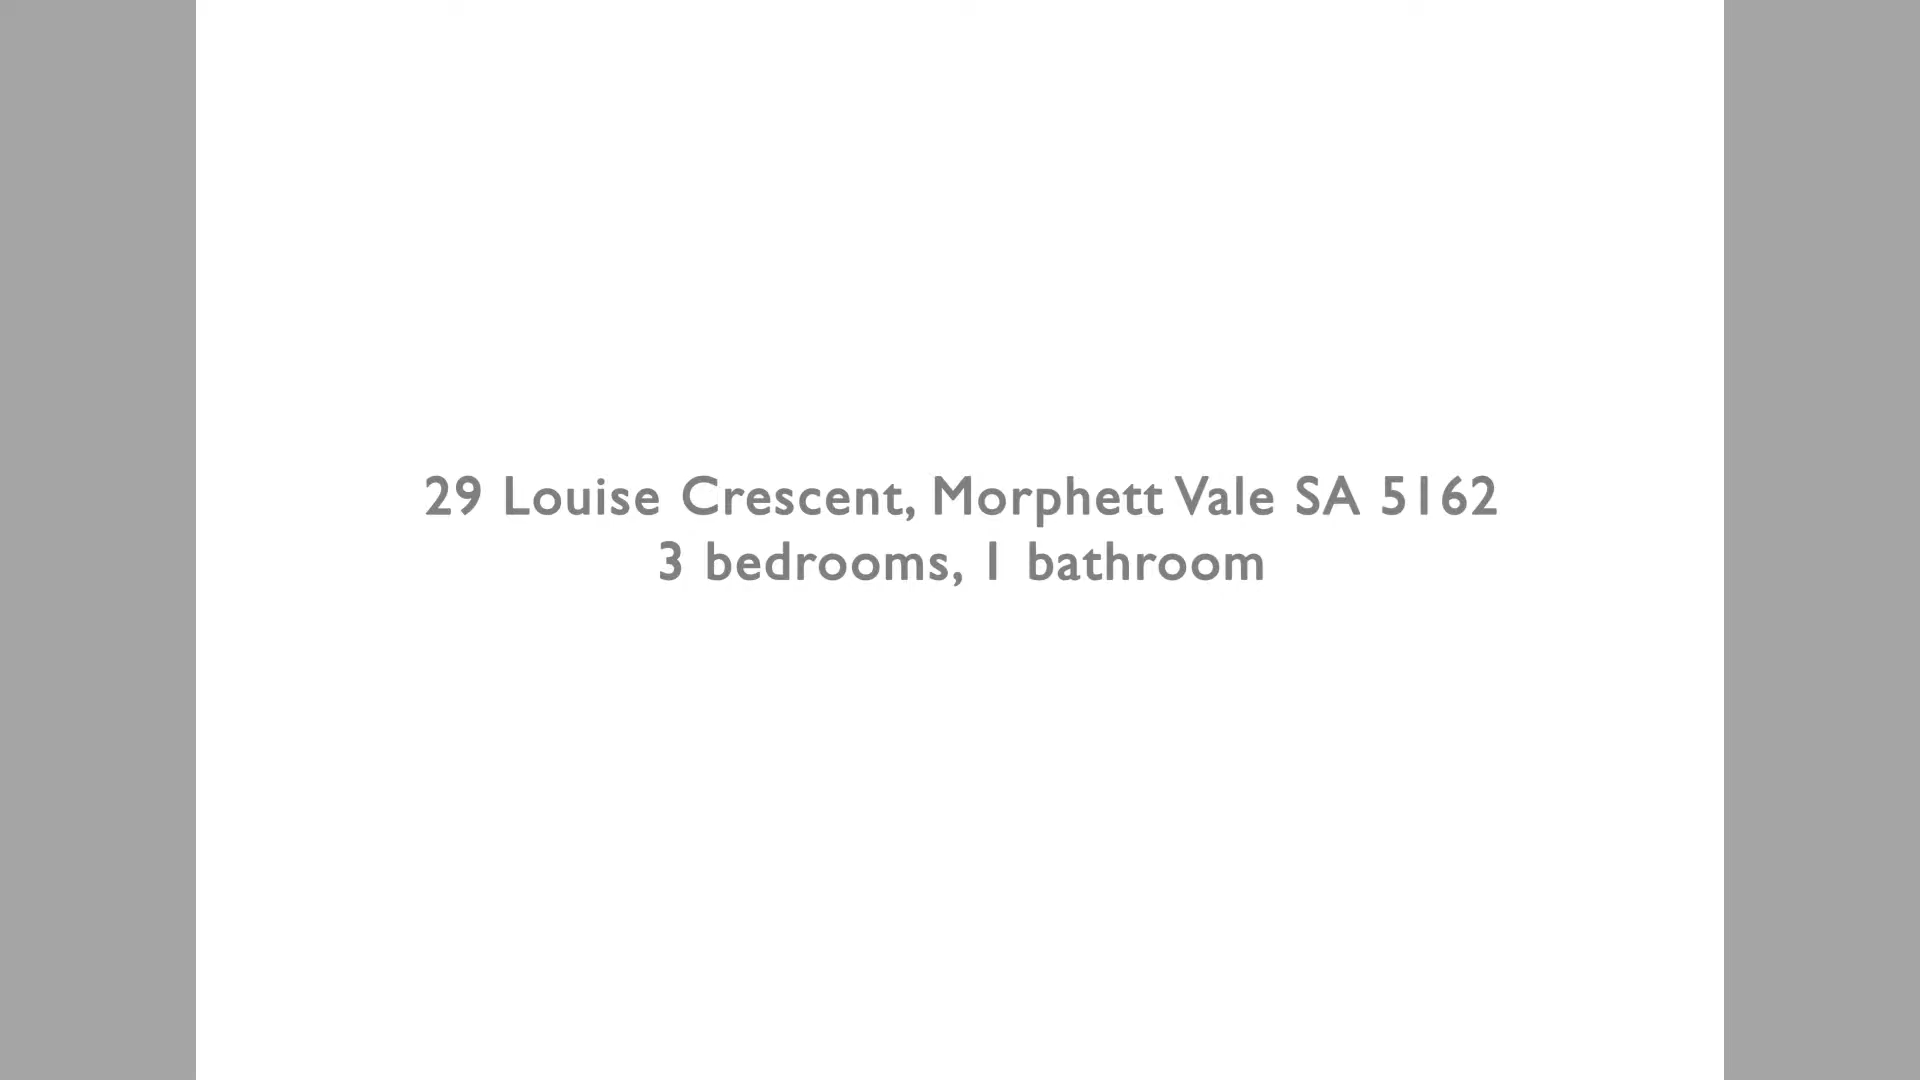 29 Louise Crescent, Morphett Vale SA 5162
3 bedrooms, 1 bathroom